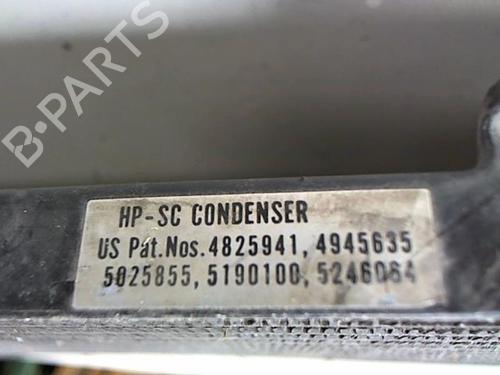 B-PARTS
HP-SC CONDENSER
US Pat.Nos.4825941,4945635
5025855,5190100,5246064